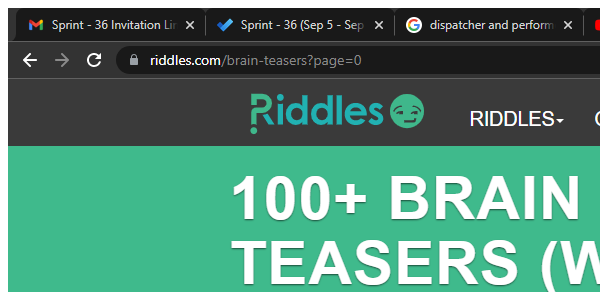 Sprint - 36 Invitation Lin
Sprint - 36 (Sep 5 - Sep
dispatcher and perform
riddles.com/brain-teasers?page=0
Riddles
RIDDLES
100+ BRAIN
TEASERS (W